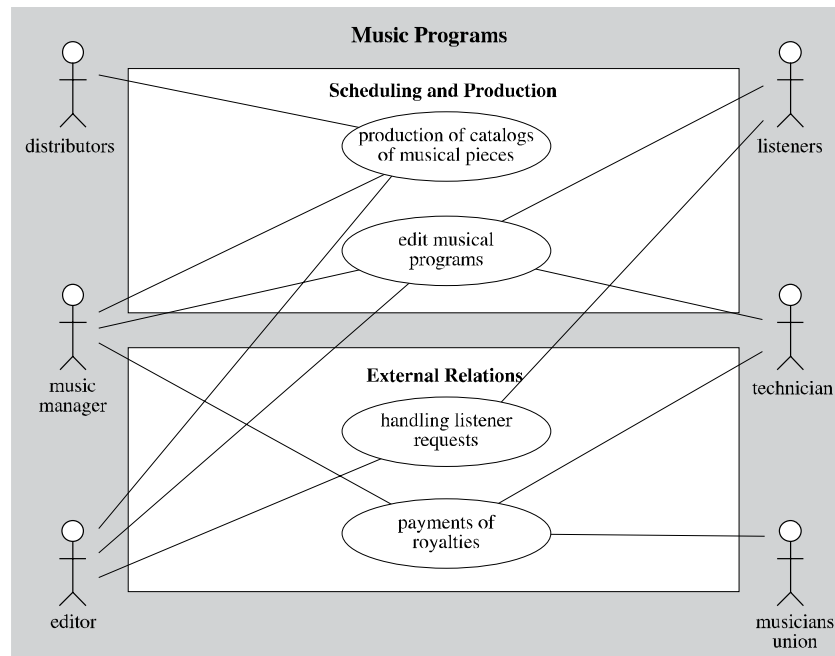 Music Programs
Scheduling and Production
production of catalogs
of musical pieces
distributors
listeners
edit musical
programs
music
manager
technician
External Relations
handling listener
requests
payments of
royalties
editor
musicians
union